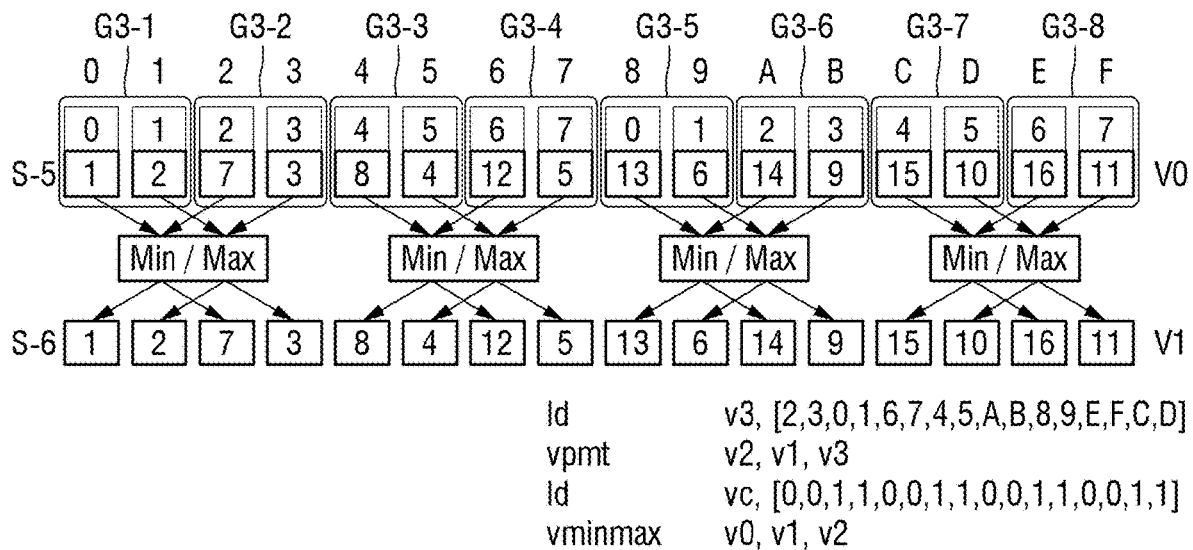 G3-1 G3-2 G3-3 G3-4 G3-5 G3-6 G3-7 G3-8
0 1 2 3 4 5 6 7 8 9 A B C D E F
0 1 2 3 4 5 6 7 0 1 2 3 4 5 6 7
S-5 1 2 7 3 8 4 12 5 13 6 14 9 15 10 16 11 V0
Min / Max Min / Max Min / Max Min / Max
S-6 1 2 7 3 8 4 12 5 13 6 14 9 15 10 16 11 V1
ld v3, [2,3,0,1,6,7,4,5,A,B,8,9,E,F,C,D]
vpmt v2, v1, v3
ld vc, [0,0,1,1,0,0,1,1,0,0,1,1,0,0,1,1]
vminmax v0, v1, v2